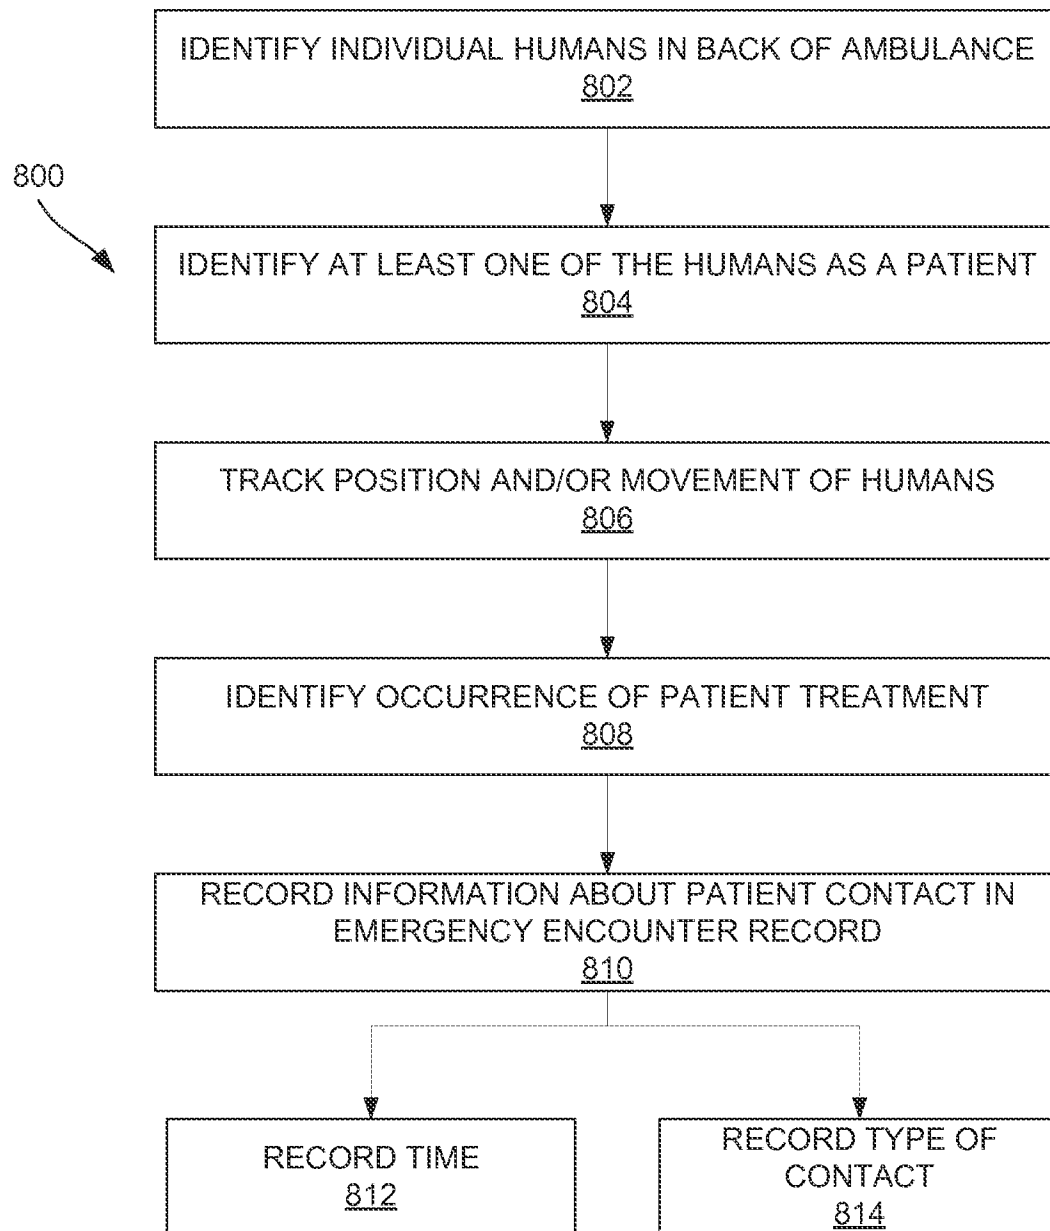 IDENTIFY INDIVIDUAL HUMANS IN BACK OF AMBULANCE
802
800
IDENTIFY AT LEAST ONE OF THE HUMANS AS A PATIENT
804
TRACK POSITION AND/OR MOVEMENT OF HUMANS
806
IDENTIFY OCCURRENCE OF PATIENT TREATMENT
808
RECORD INFORMATION ABOUT PATIENT CONTACT IN
EMERGENCY ENCOUNTER RECORD
810
RECORD TIME
812
RECORD TYPE OF
CONTACT
814